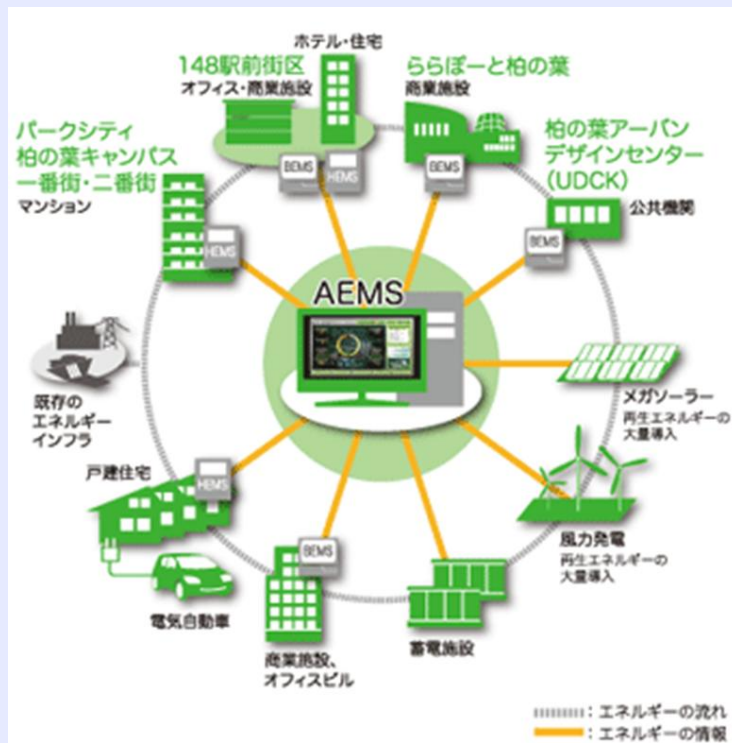 ホテル・住宅
148駅前街区
オフィス・商業施設
ららぽーと柏の葉
商業施設
パークシティ
柏の葉キャンパス
一番街・二番街
マンション
柏の葉アーバン
デザインセンター
(UDCK)
公共機関
BEMS
HEMS
BEMS
BEMS
HEMS
AEMS
既存の
エネルギー
インフラ
メガソーラー
再生エネルギーの
大量導入
戸建住宅
HEMS
BEMS
風力発電
再生エネルギーの
大量導入
電気自動車
商業施設、
オフィスビル
蓄電施設
:エネルギーの流れ
:エネルギーの情報